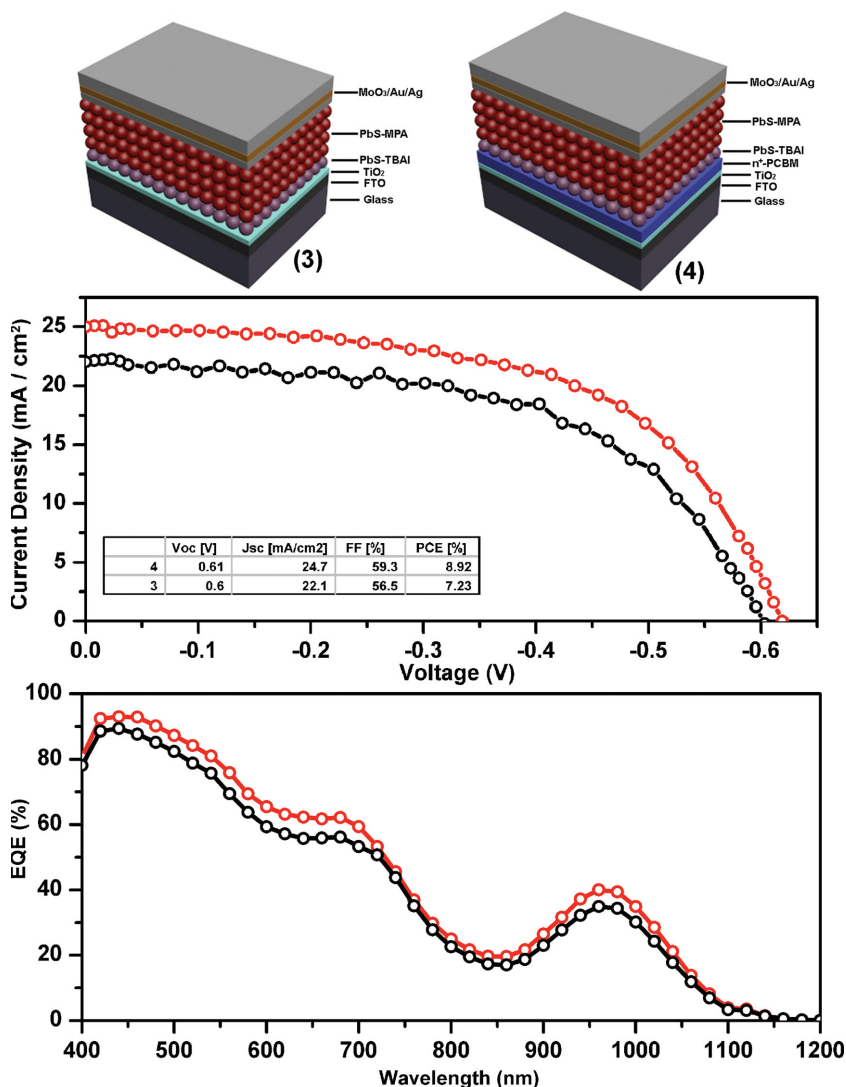 MoO₃/Au/Ag
PbS-MPA
PbS-TBAI
TiO₂
FTO
Glass
(3)
MoO₃/Au/Ag
PbS-MPA
PbS-TBAI
n⁺-PCBM
TiO₂
FTO
Glass
(4)
Current Density (mA / cm²)
25
20
15
10
5
0
Voc [V] Jsc [mA/cm2] FF [%] PCE [%]
4 0.61 24.7 59.3 8.92
3 0.6 22.1 56.5 7.23
0.0 -0.1 -0.2 -0.3 -0.4 -0.5 -0.6
Voltage (V)
EQE (%)
100
80
60
40
20
0
400 500 600 700 800 900 1000 1100 1200
Wavelength (nm)